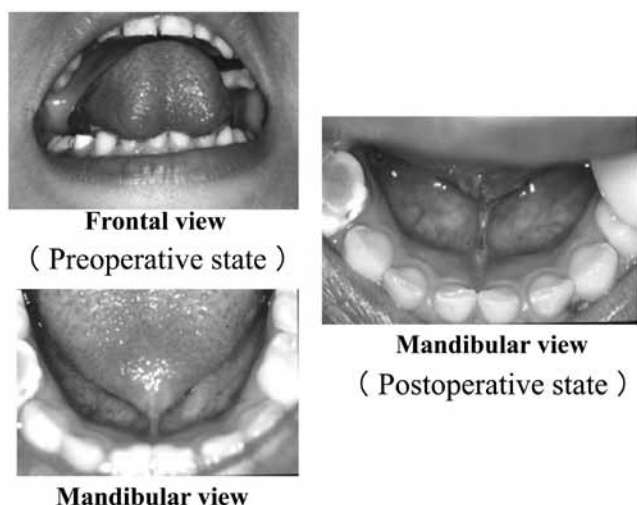 Frontal view
( Preoperative state )
Mandibular view
Mandibular view
( Postoperative state )